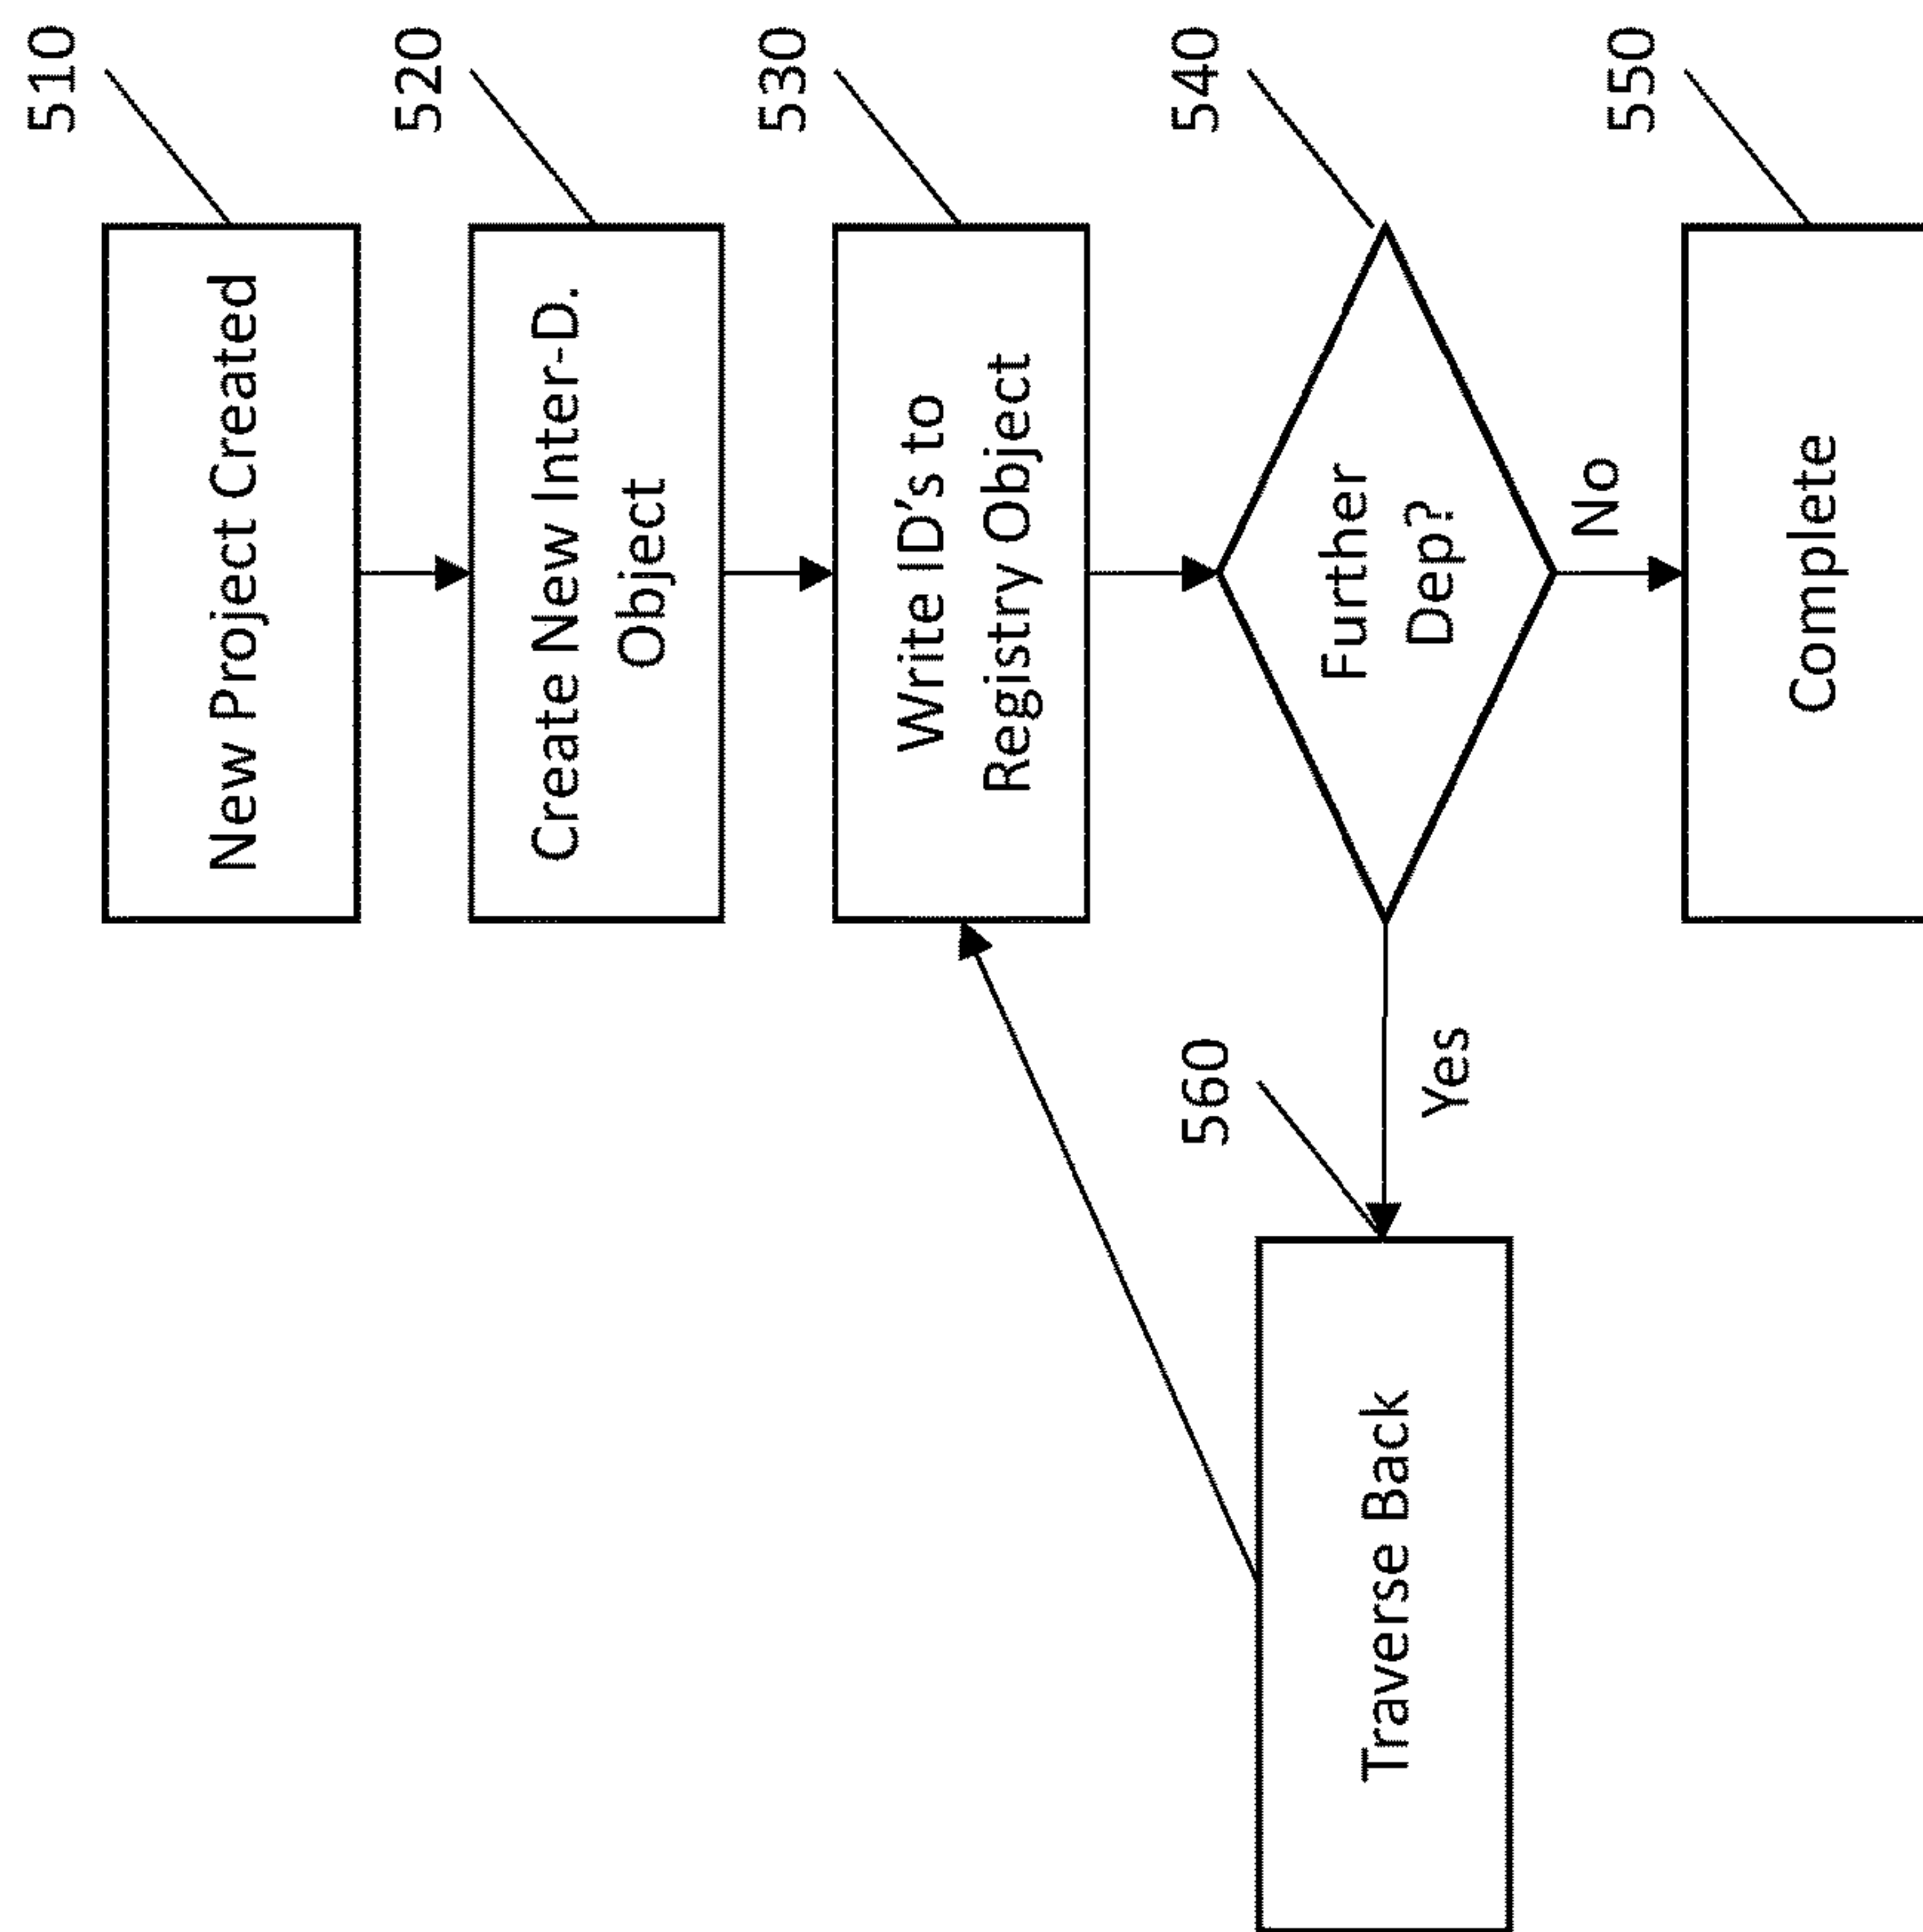 510
New Project Created
520
Create New Inter-D.
Object
530
Write ID's to
Registry Object
540
Further
Dep?
No
550
Complete
Yes
560
Traverse Back